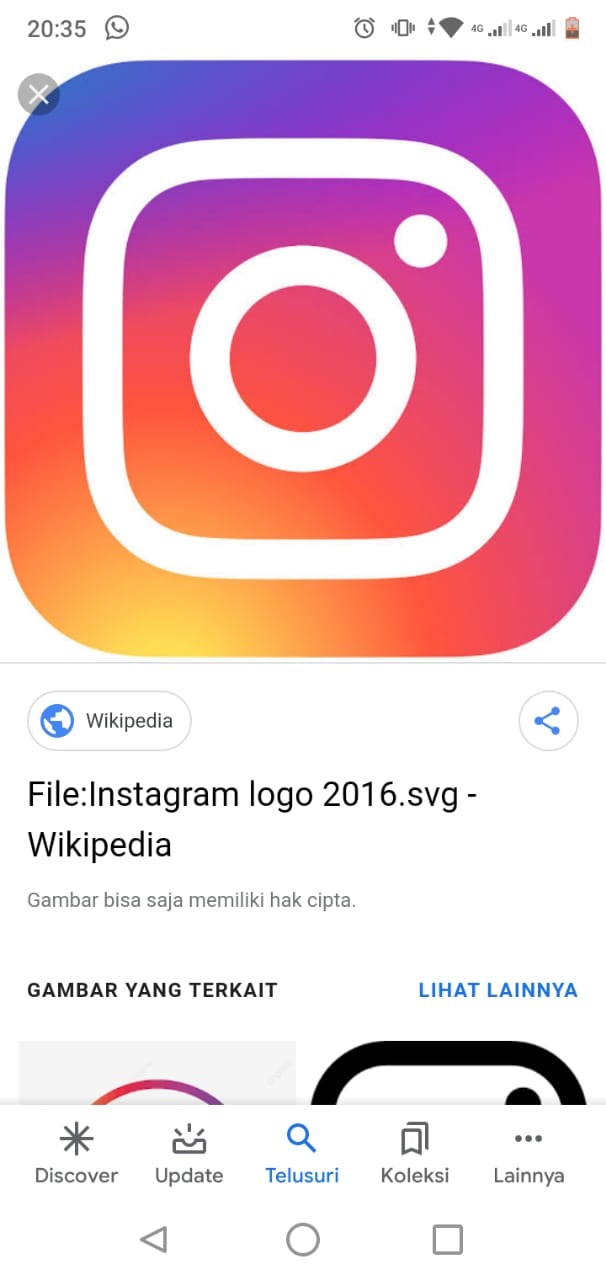 20:35
4G 4G
Wikipedia
File:Instagram logo 2016.svg -
Wikipedia
Gambar bisa saja memiliki hak cipta.
GAMBAR YANG TERKAIT LIHAT LAINNYA
Discover Update Telusuri Koleksi Lainnya